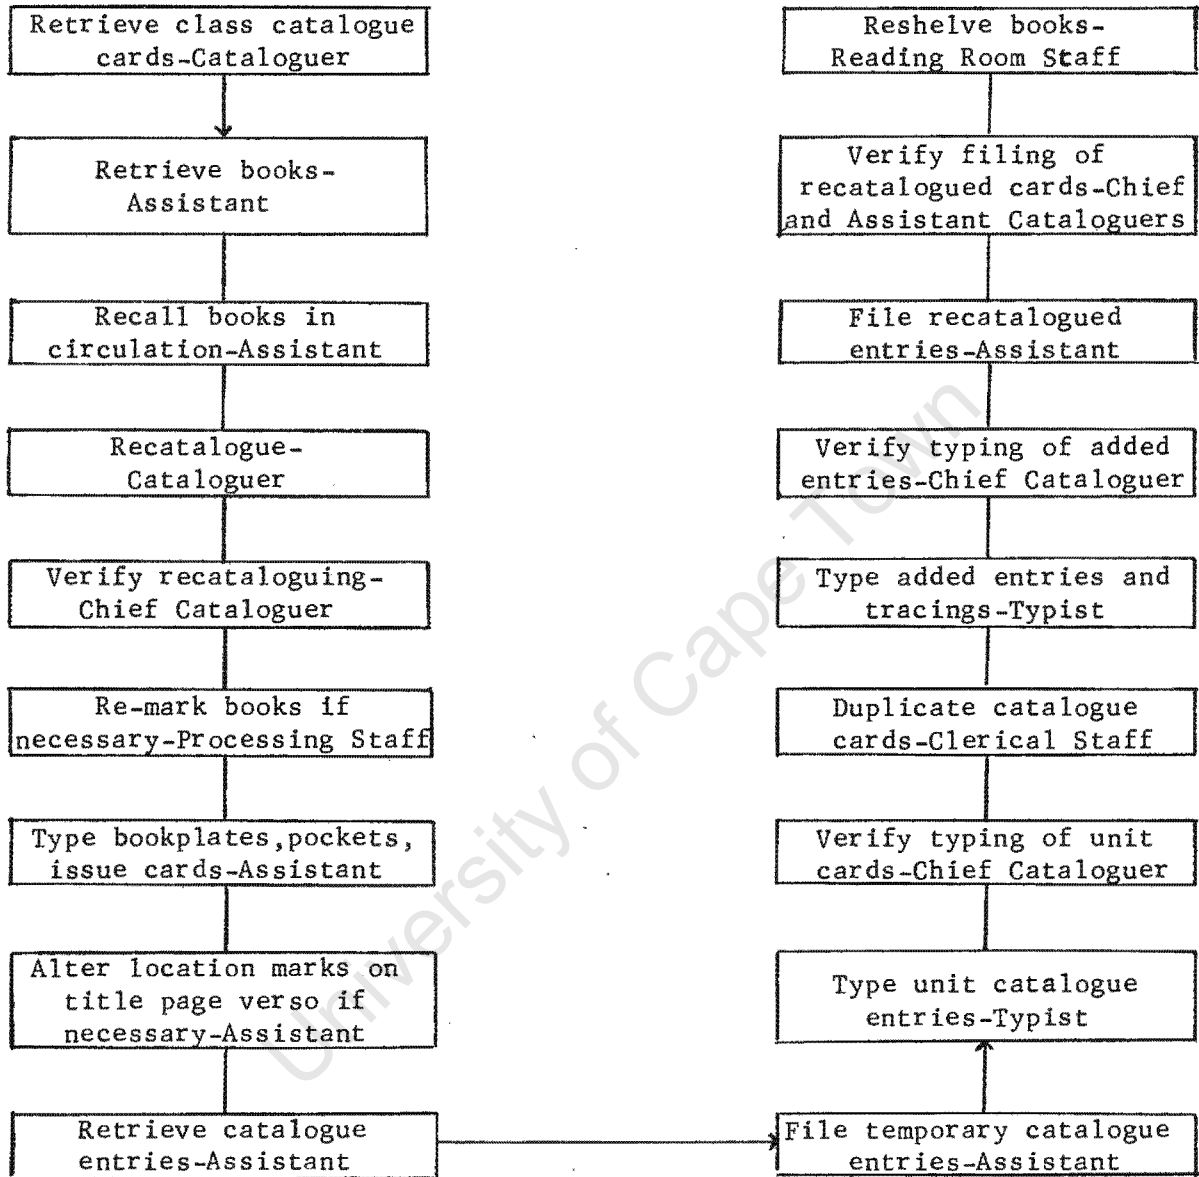 Retrieve class catalogue
cards-Cataloguer
Retrieve books-
Assistant
Recall books in
circulation-Assistant
Recatalogue-
Cataloguer
Verify recataloguing-
Chief Cataloguer
Re-mark books if
necessary-Processing Staff
Type bookplates,pockets,
issue cards-Assistant
Alter location marks on
title page verso if
necessary-Assistant
Retrieve catalogue
entries-Assistant
File temporary catalogue
entries-Assistant
Type unit catalogue
entries-Typist
Verify typing of unit
cards-Chief Cataloguer
Duplicate catalogue
cards-Clerical Staff
Type added entries and
tracings-Typist
Verify typing of added
entries-Chief Cataloguer
File recatalogued
entries-Assistant
Verify filing of
recatalogued cards-Chief
and Assistant Cataloguers
Reshelve books-
Reading Room Staff
University of Cape Town